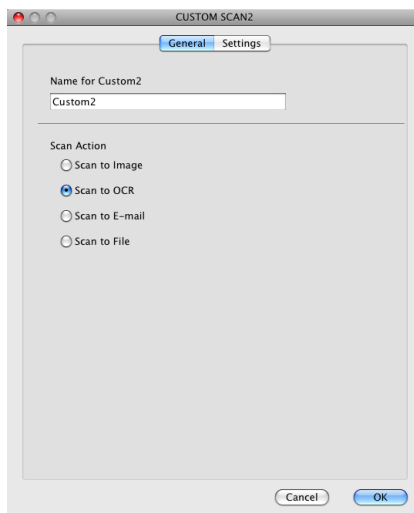 CUSTOM SCAN2
General Settings
Name for Custom2
Custom2
Scan Action
Scan to Image
Scan to OCR
Scan to E-mail
Scan to File
Cancel OK